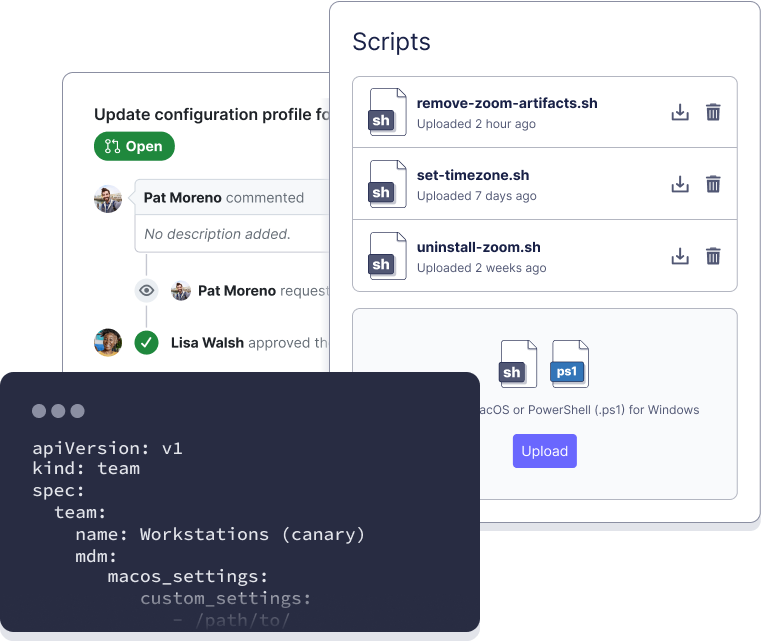 Scripts
sh
remove-zoom-artifacts.sh
Uploaded 2 hour ago
sh
set-timezone.sh
Uploaded 7 days ago
sh
uninstall-zoom.sh
Uploaded 2 weeks ago
sh
ps1
acOS or PowerShell (.ps1) for Windows
Upload
Update configuration profile fo
Open
Pat Moreno commented
No description added.
Pat Moreno request
Lisa Walsh approved th
apiVersion: v1
kind: team
spec:
team:
name: Workstations (canary)
mdm:
macos_settings:
custom_settings:
- /path/to/